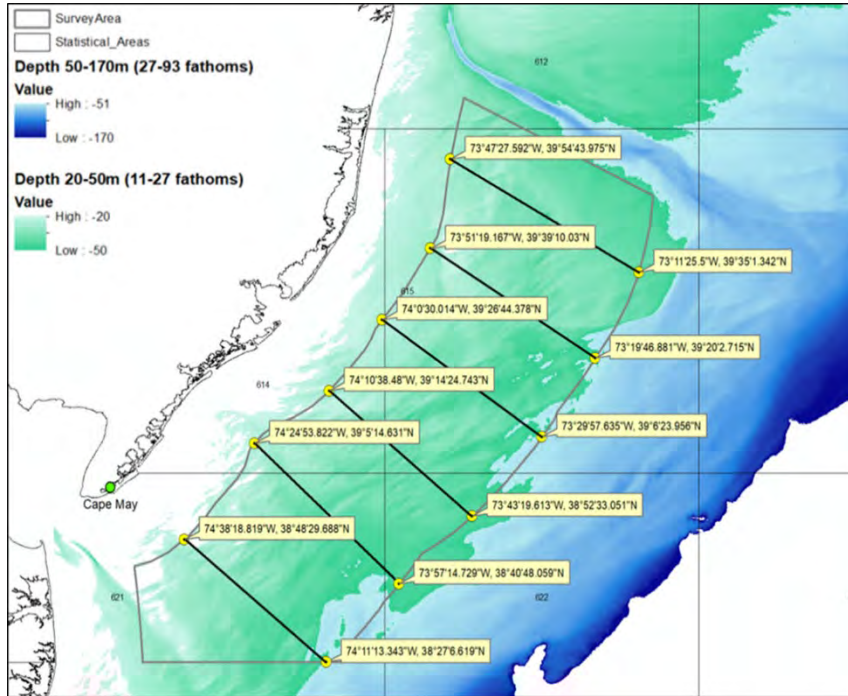 SurveyArea
Statistical_Areas
Depth 50-170m (27-93 fathoms)
Value
High : -51
Low : -170
Depth 20-50m (11-27 fathoms)
Value
High : -20
Low : -50
612
73°47'27.592"W, 39°54'43.975"N
73°51'19.167"W, 39°39'10.03"N
73°11'25.5"W, 39°35'1.342"N
615
74°0'30.014"W, 39°26'44.378"N
73°19'46.881"W, 39°20'2.715"N
614
74°10'38.48"W, 39°14'24.743"N
74°24'53.822"W, 39°5'14.631"N
73°29'57.635"W, 39°6'23.956"N
Cape May
73°43'19.613"W, 38°52'33.051"N
74°38'18.819"W, 38°48'29.688"N
73°57'14.729"W, 38°40'48.059"N
621
622
74°11'13.343"W, 38°27'6.619"N